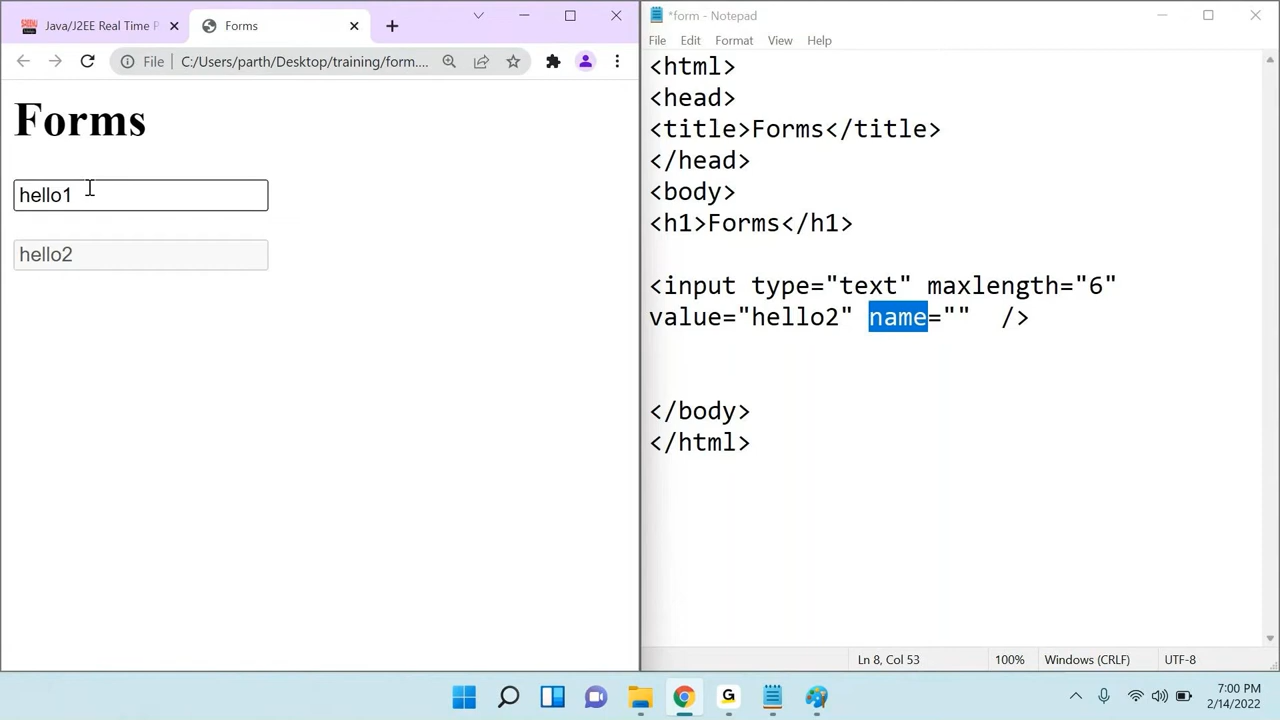 Java/J2EE Real Time P
Forms
File
C:/Users/parth/Desktop/training/form....
Forms
hello1
hello2
*form - Notepad
File Edit Format View Help
<html>
<head>
<title>Forms</title>
</head>
<body>
<h1>Forms</h1>
<input type="text" maxlength="6"
value="hello2" name=""  />
</body>
</html>
Ln 8, Col 53
100%
Windows (CRLF)
UTF-8
G
7:00 PM
2/14/2022